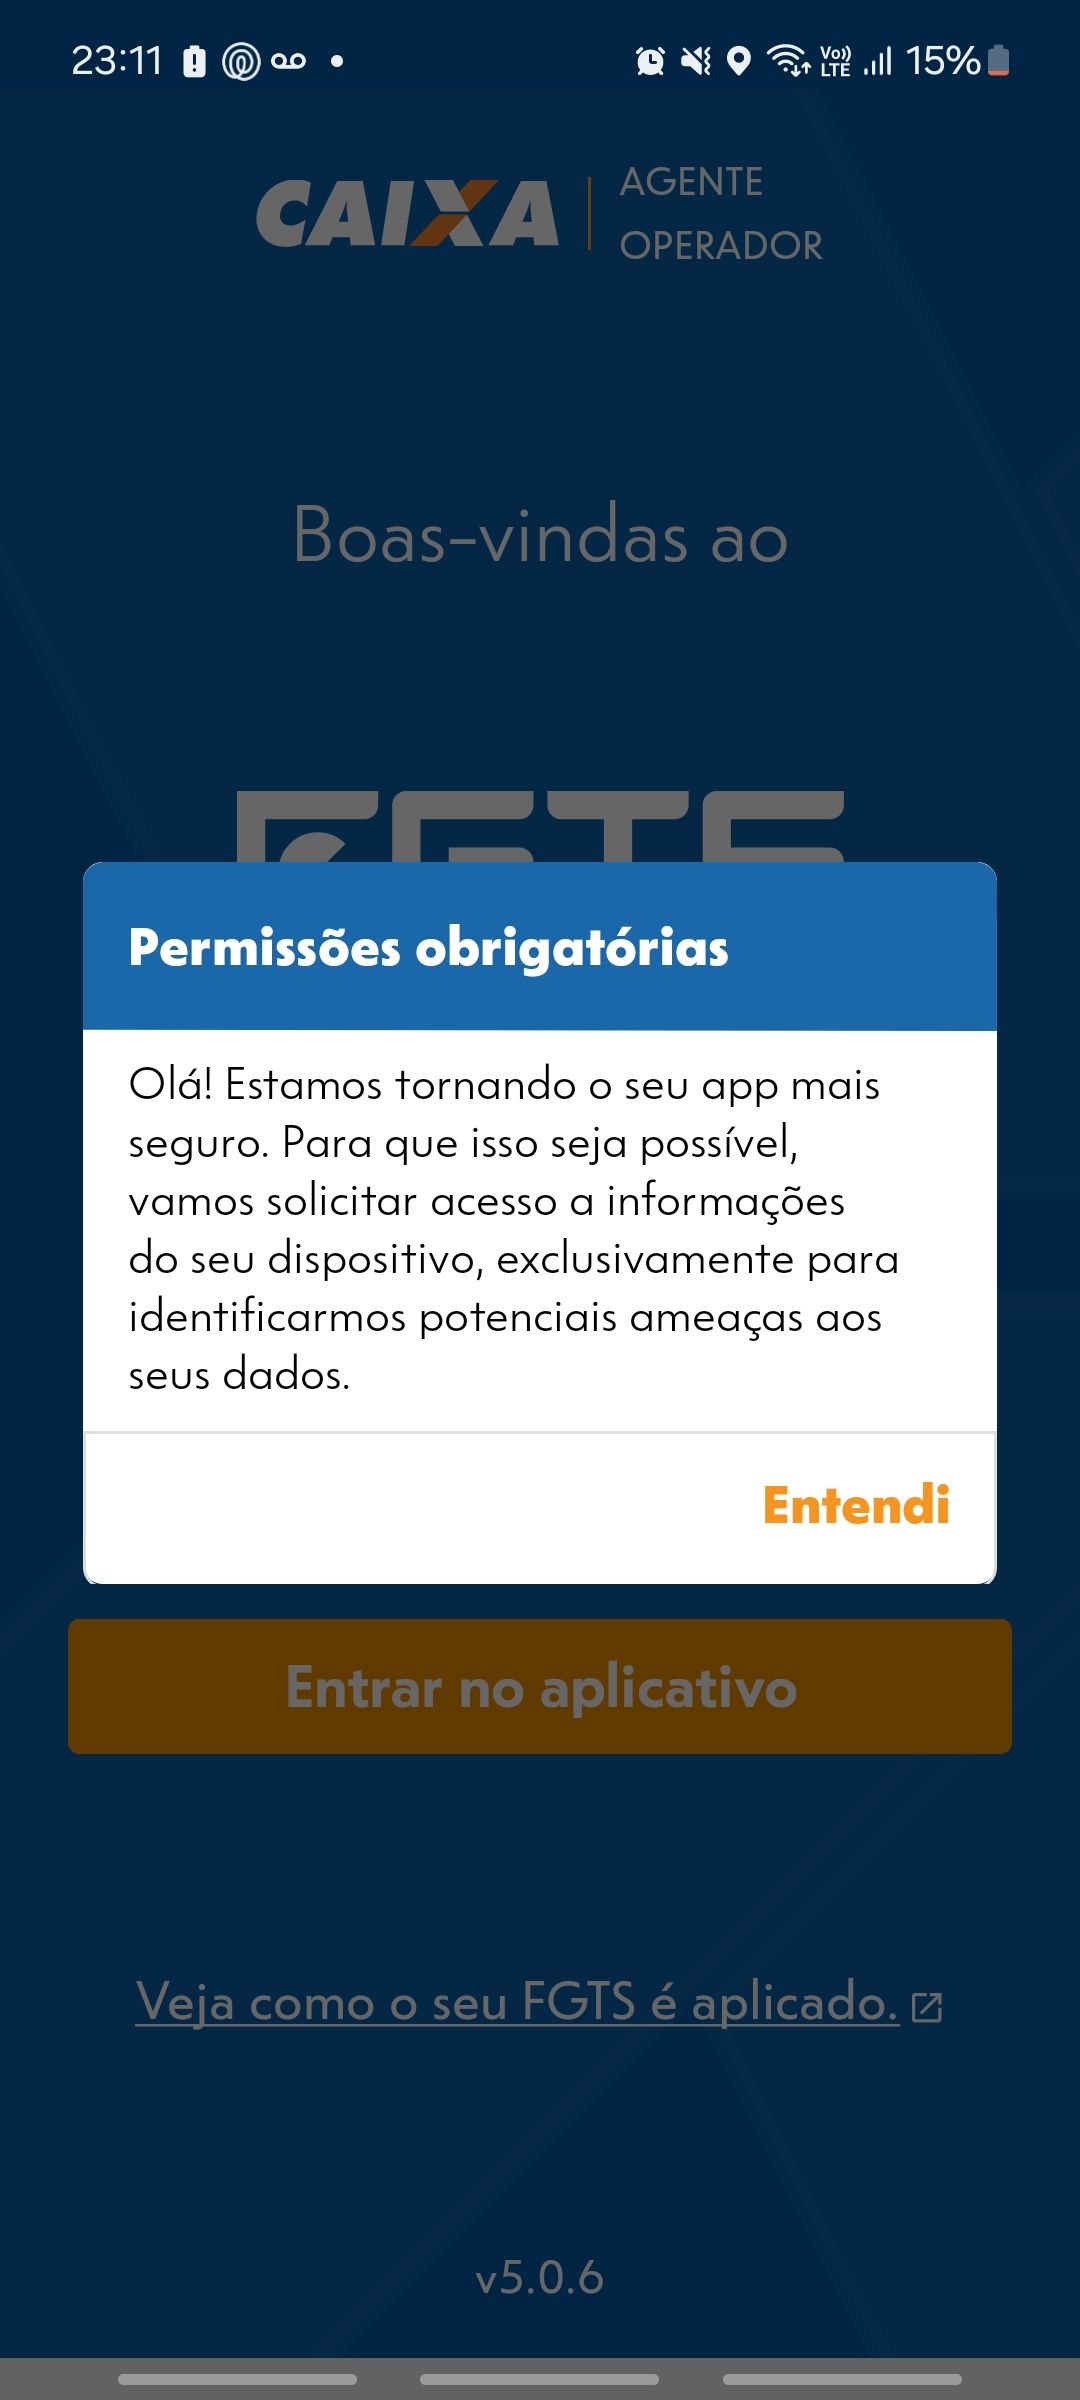 23:11
Vo))
LTE
15%
CAIXA
AGENTE
OPERADOR
Boas-vindas ao
FGTS
Permissões obrigatórias
Olá! Estamos tornando o seu app mais
seguro. Para que isso seja possível,
vamos solicitar acesso a informações
do seu dispositivo, exclusivamente para
identificarmos potenciais ameaças aos
seus dados.
Entendi
Entrar no aplicativo
Veja como o seu FGTS é aplicado.
v5.0.6